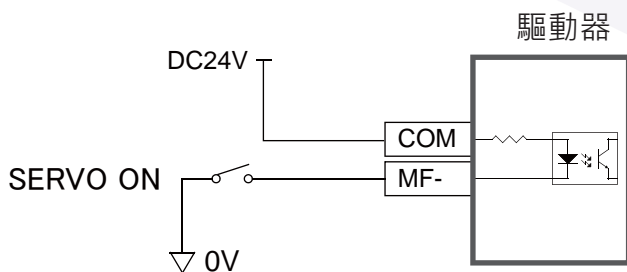 驅動器
DC24V
COM
SERVO ON
MF-
0V